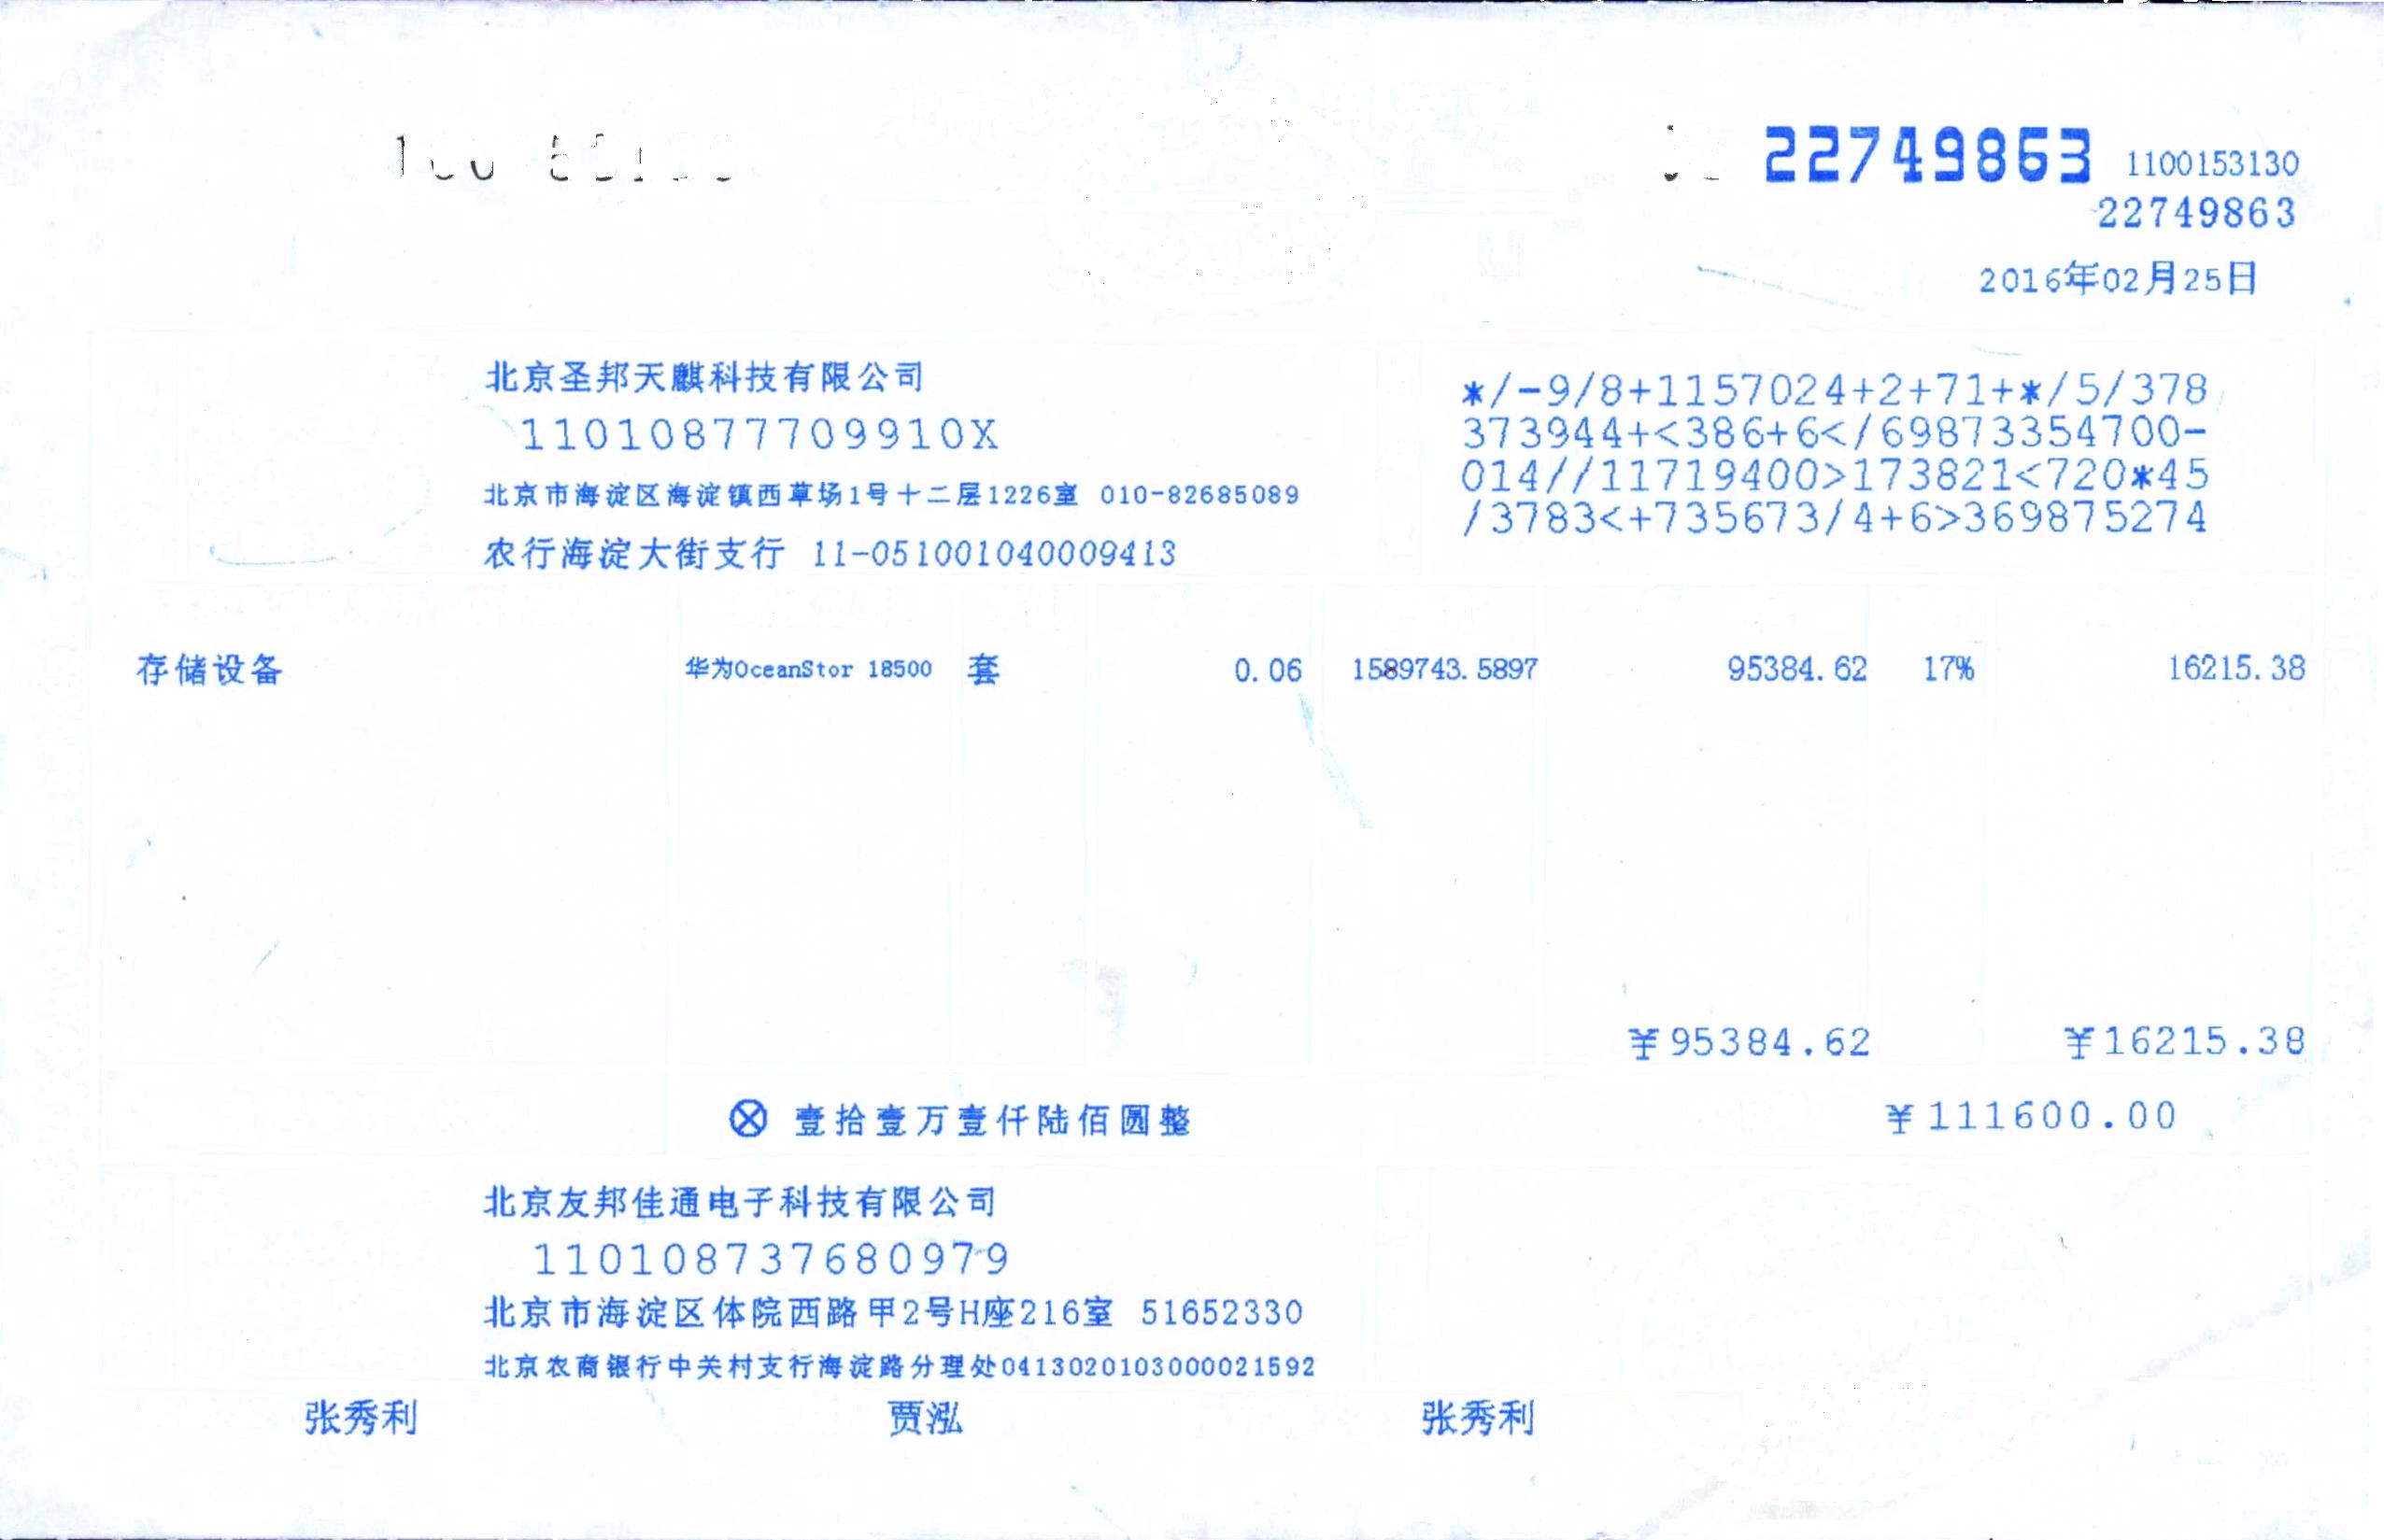 22749863 1100153130
22749863
2016年02月25日
北京圣邦天麒科技有限公司
11010877709910X
北京市海淀区海淀镇西草场1号十二层1226室 010-82685089
农行海淀大街支行 11-051001040009413
*/-9/8+1157024+2+71+*/5/378
373944+<386+6</69873354700-
014//11719400>173821<720*45
/3783<+735673/4+6>369875274
存储设备 华为OceanStor 18500 套 0.06 1589743.5897 95384.62 17% 16215.38
¥95384.62 ¥16215.38
ⓧ 壹拾壹万壹仟陆佰圆整 ¥111600.00
北京友邦佳通电子科技有限公司
110108737680979
北京市海淀区体院西路甲2号H座216室 51652330
北京农商银行中关村支行海淀路分理处0413020103000021592
张秀利 贾泓 张秀利